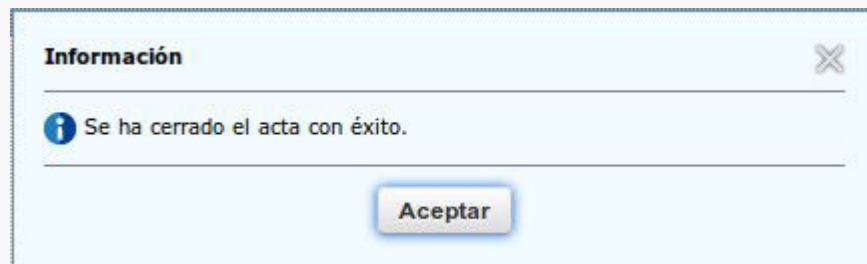 Información
Se ha cerrado el acta con éxito.
Aceptar